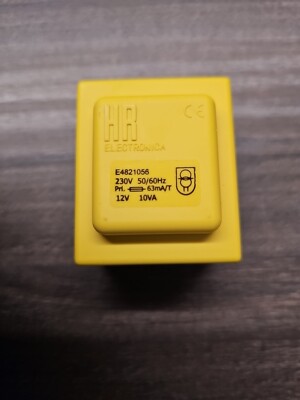 HR
CE
ELECTRONICA
E4821056
230V 50/60Hz
Pri. 63mA/T
12V 10VA